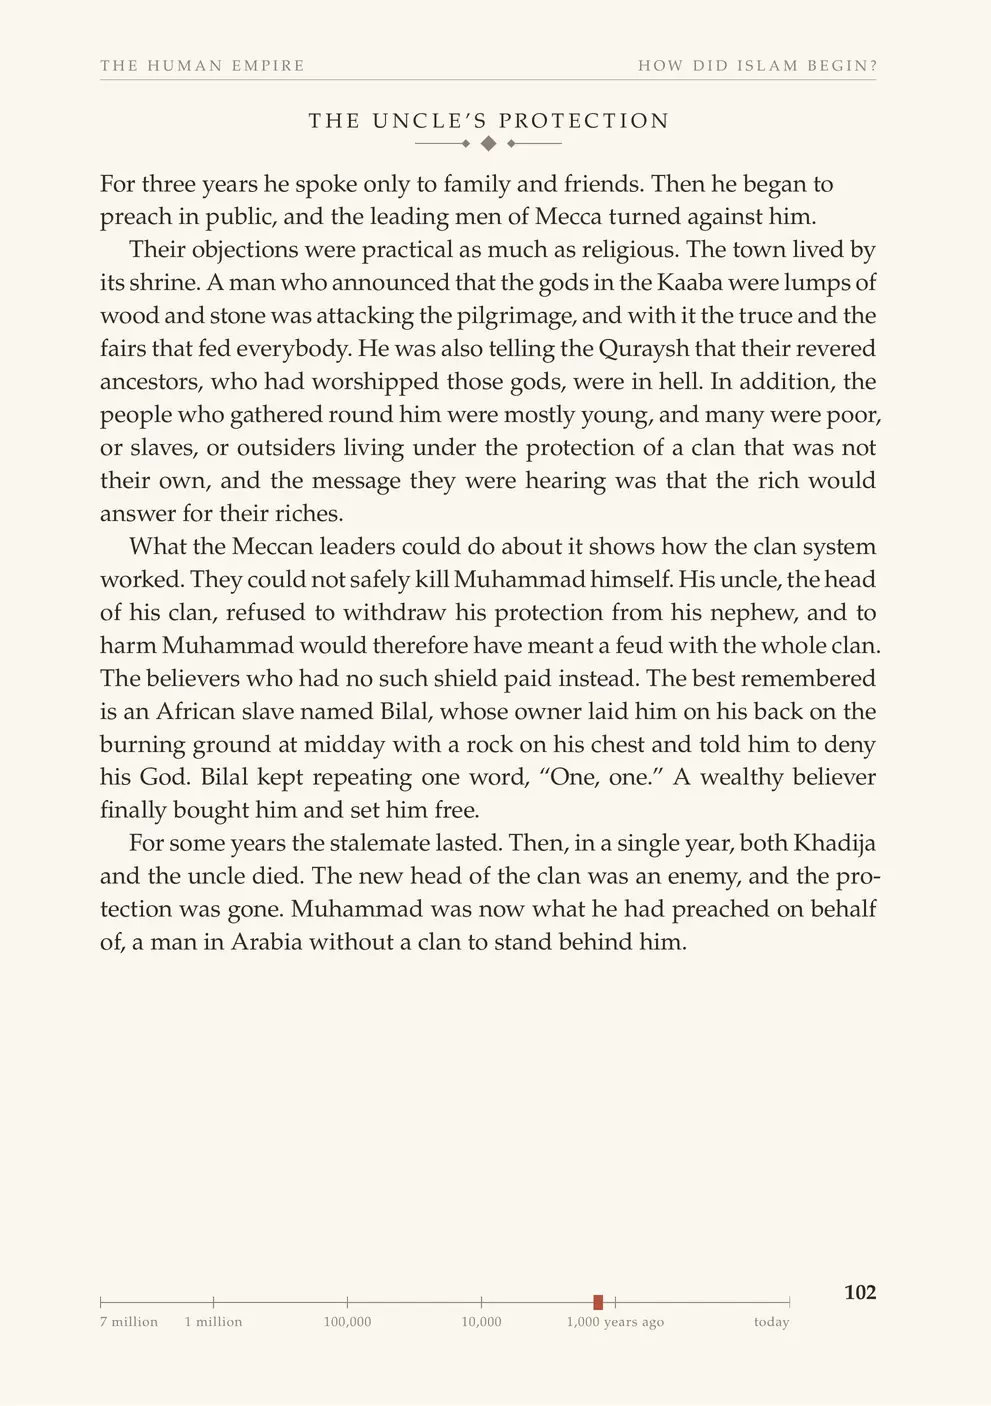 THE HUMAN EMPIRE
HOW DID ISLAM BEGIN?
THE UNCLE’S PROTECTION
For three years he spoke only to family and friends. Then he began to
preach in public, and the leading men of Mecca turned against him.
Their objections were practical as much as religious. The town lived by
its shrine. A man who announced that the gods in the Kaaba were lumps of
wood and stone was attacking the pilgrimage, and with it the truce and the
fairs that fed everybody. He was also telling the Quraysh that their revered
ancestors, who had worshipped those gods, were in hell. In addition, the
people who gathered round him were mostly young, and many were poor,
or slaves, or outsiders living under the protection of a clan that was not
their own, and the message they were hearing was that the rich would
answer for their riches.
What the Meccan leaders could do about it shows how the clan system
worked. They could not safely kill Muhammad himself. His uncle, the head
of his clan, refused to withdraw his protection from his nephew, and to
harm Muhammad would therefore have meant a feud with the whole clan.
The believers who had no such shield paid instead. The best remembered
is an African slave named Bilal, whose owner laid him on his back on the
burning ground at midday with a rock on his chest and told him to deny
his God. Bilal kept repeating one word, “One, one.” A wealthy believer
finally bought him and set him free.
For some years the stalemate lasted. Then, in a single year, both Khadija
and the uncle died. The new head of the clan was an enemy, and the pro-
tection was gone. Muhammad was now what he had preached on behalf
of, a man in Arabia without a clan to stand behind him.
102
7 million 1 million 100,000 10,000 1,000 years ago today